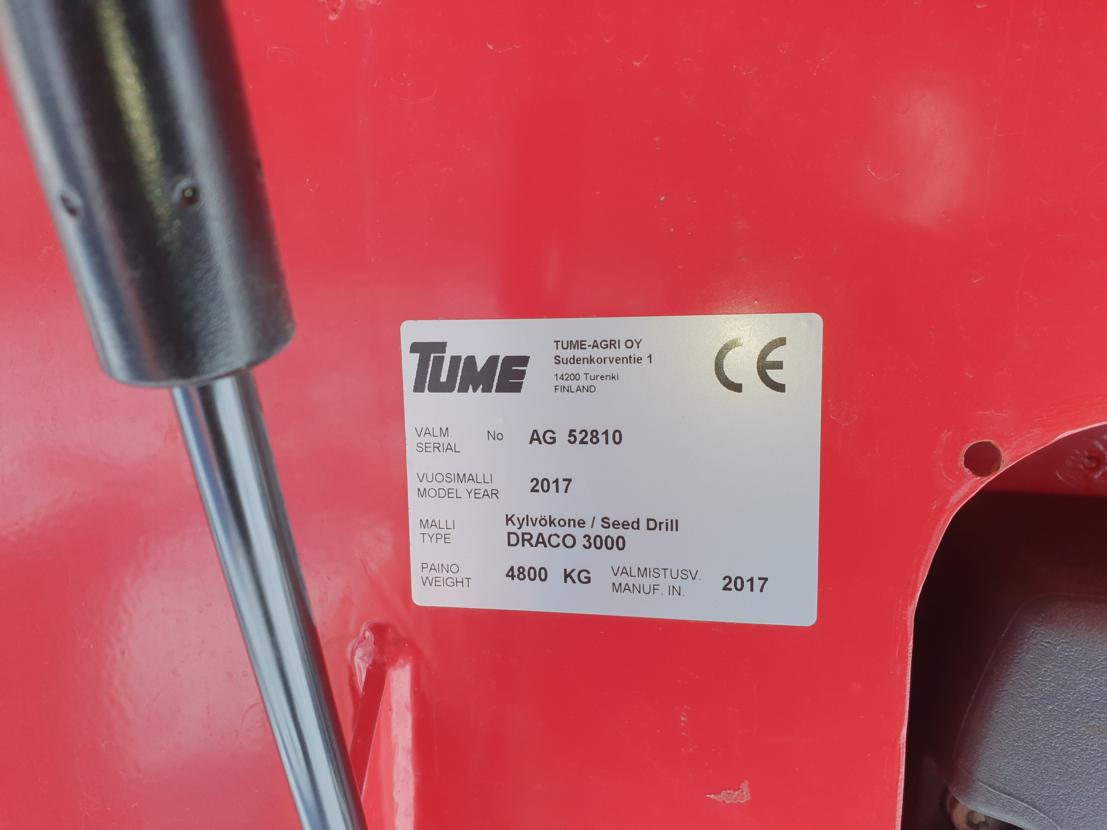 TUME
TUME-AGRI OY
Sudenkorventie 1
14200 Turenki
FINLAND
CE
VALM. No AG 52810
SERIAL
VUOSIMALLI 2017
MODEL YEAR
MALLI Kylvökone / Seed Drill
TYPE DRACO 3000
PAINO 4800 KG VALMISTUSV. 2017
WEIGHT MANUF. IN.